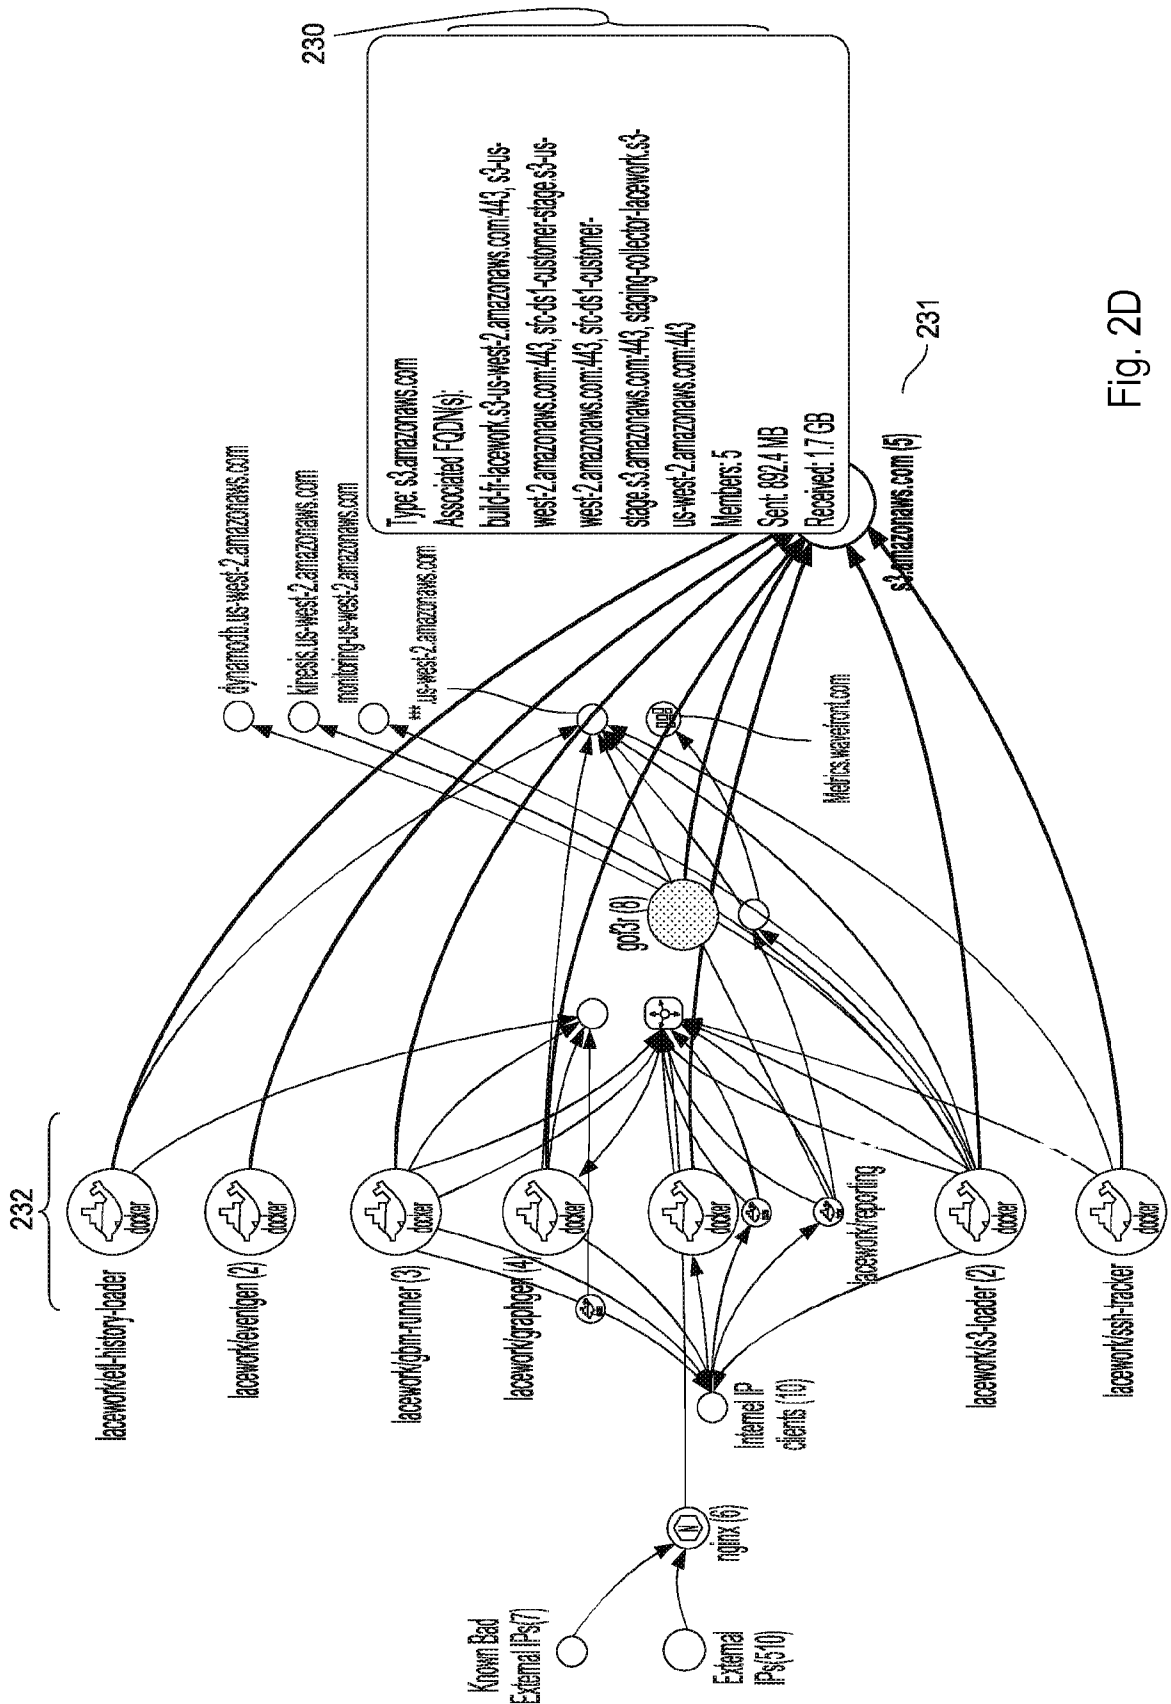 232
230
231
lacework/etl-history-loader
lacework/eventgen (2)
lacework/gbm-runner (3)
lacework/graphgen (4)
lacework/reporting
lacework/s3-loader (2)
lacework/ssh-tracker
docker
docker
docker
docker
docker
docker
docker
Known Bad
External IPs(7)
External
IPs(510)
N
nginx (6)
Internel IP
clients (10)
gof3r (8)
dynamodb.us-west-2.amazonaws.com
kinesis.us-west-2.amazonaws.com
monitoring-us-west-2.amazonaws.com
***.us-west-2.amazonaws.com
Metrics.wavefront.com
Type: s3.amazonaws.com
Associated FQDN(s):
build-fr-lacework.s3-us-west-2.amazonaws.com:443, s3-us-
west-2.amazonaws.com:443, sfc-ds1-customer-stage.s3-us-
west-2.amazonaws.com:443, sfc-ds1-customer-
stage.s3.amazonaws.com:443, staging-collector-lacework.s3-
us-west-2.amazonaws.com:443
Members: 5
Sent: 892.4 MB
Received: 1.7 GB
s3.amazonaws.com (5)
Fig. 2D